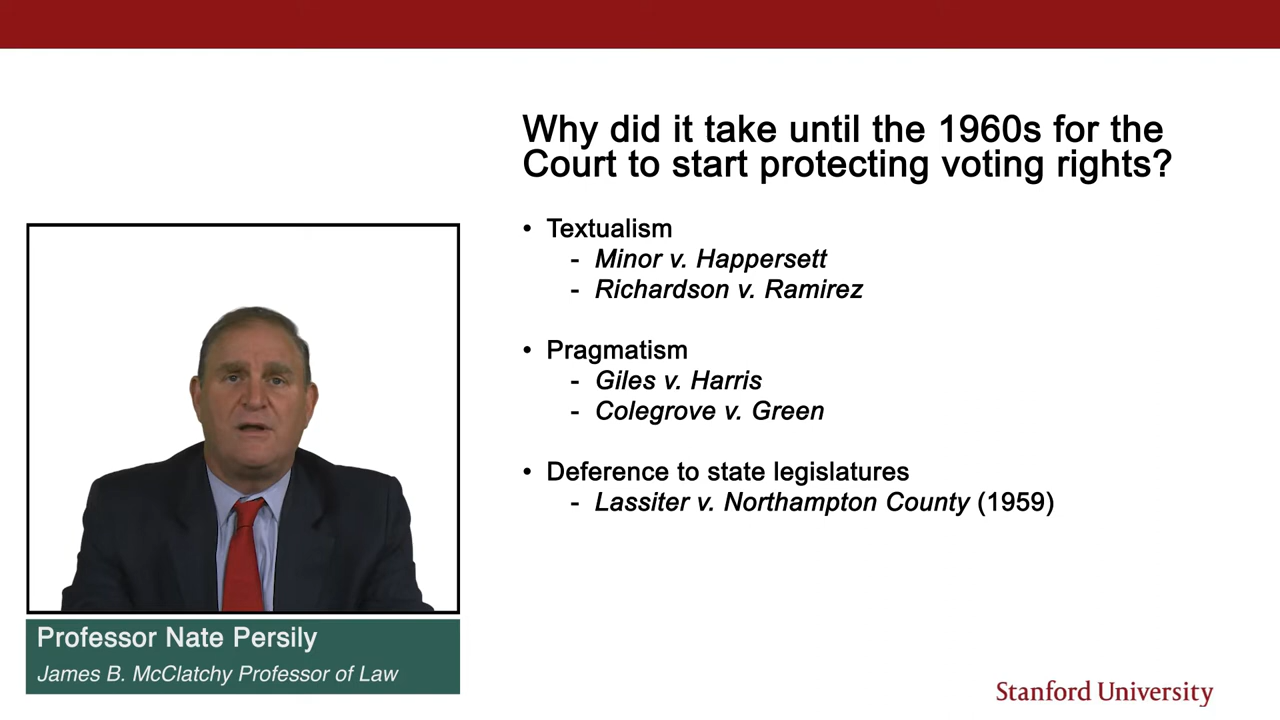 Why did it take until the 1960s for the
Court to start protecting voting rights?
• Textualism
- Minor v. Happersett
- Richardson v. Ramirez
• Pragmatism
- Giles v. Harris
- Colegrove v. Green
• Deference to state legislatures
- Lassiter v. Northampton County (1959)
Professor Nate Persily
James B. McClatchy Professor of Law
Stanford University